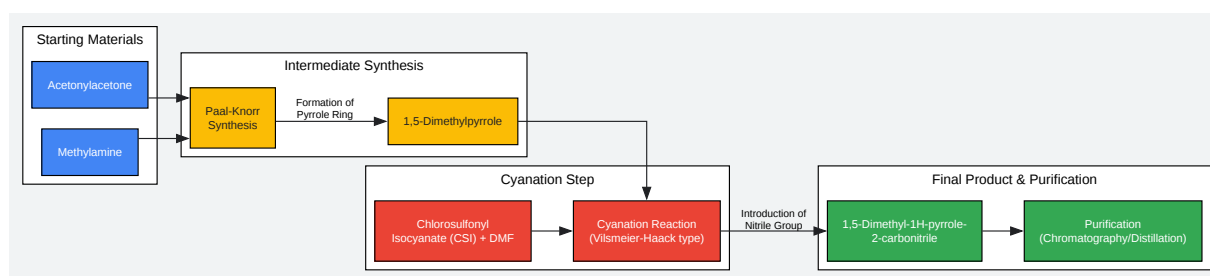 Starting Materials
Acetonylacetone
Methylamine
Intermediate Synthesis
Paal-Knorr
Synthesis
Formation of
Pyrrole Ring
1,5-Dimethylpyrrole
Cyanation Step
Chlorosulfonyl
Isocyanate (CSI) + DMF
Cyanation Reaction
(Vilsmeier-Haack type)
Introduction of
Nitrile Group
Final Product & Purification
1,5-Dimethyl-1H-pyrrole-
2-carbonitrile
Purification
(Chromatography/Distillation)